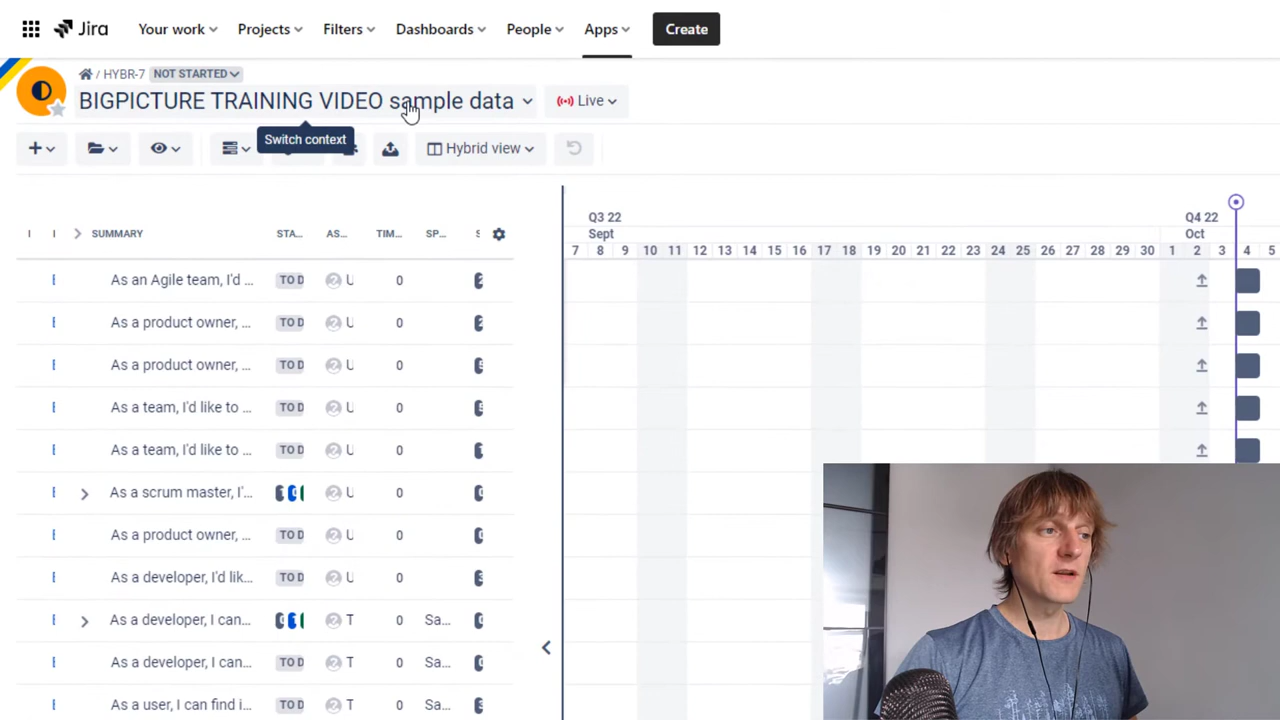 Jira Your work Projects Filters Dashboards People Apps Create
/ HYBR-7 NOT STARTED
BIGPICTURE TRAINING VIDEO sample data Live
Switch context
Hybrid view
SUMMARY STA... AS... TIM... SP...
Q3 22 Q4 22
Sept Oct
7 8 9 10 11 12 13 14 15 16 17 18 19 20 21 22 23 24 25 26 27 28 29 30 1 2 3 4 5
As an Agile team, I'd ... TO D U 0
As a product owner, ... TO D U 0
As a product owner, ... TO D U 0
As a team, I'd like to ... TO D U 0
As a team, I'd like to ... TO D U 0
As a scrum master, I'... U 0
As a product owner, ... TO D U 0
As a developer, I'd lik... TO D U 0
As a developer, I can... T 0 Sa...
As a developer, I can... TO D T 0 Sa...
As a user, I can find i... TO D T 0 Sa...